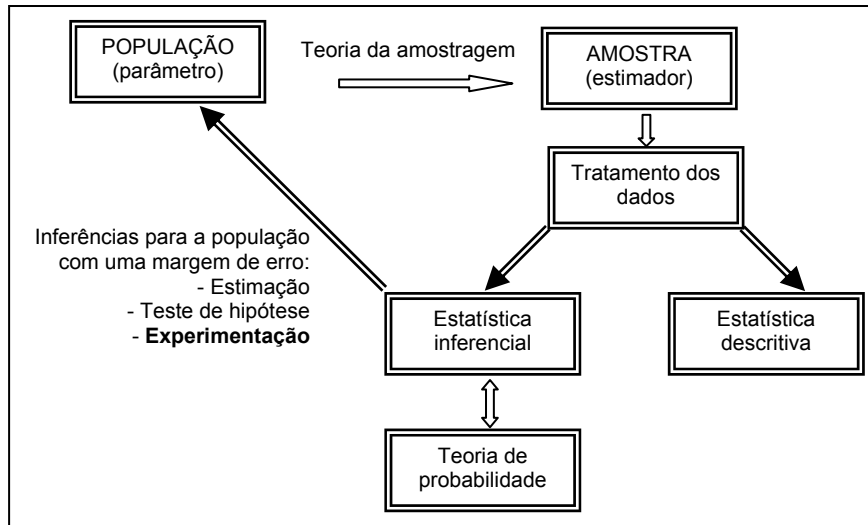 POPULAÇÃO
(parâmetro)
Teoria da amostragem
AMOSTRA
(estimador)
Tratamento dos
dados
Inferências para a população
com uma margem de erro:
- Estimação
- Teste de hipótese
- Experimentação
Estatística
inferencial
Estatística
descritiva
Teoria de
probabilidade